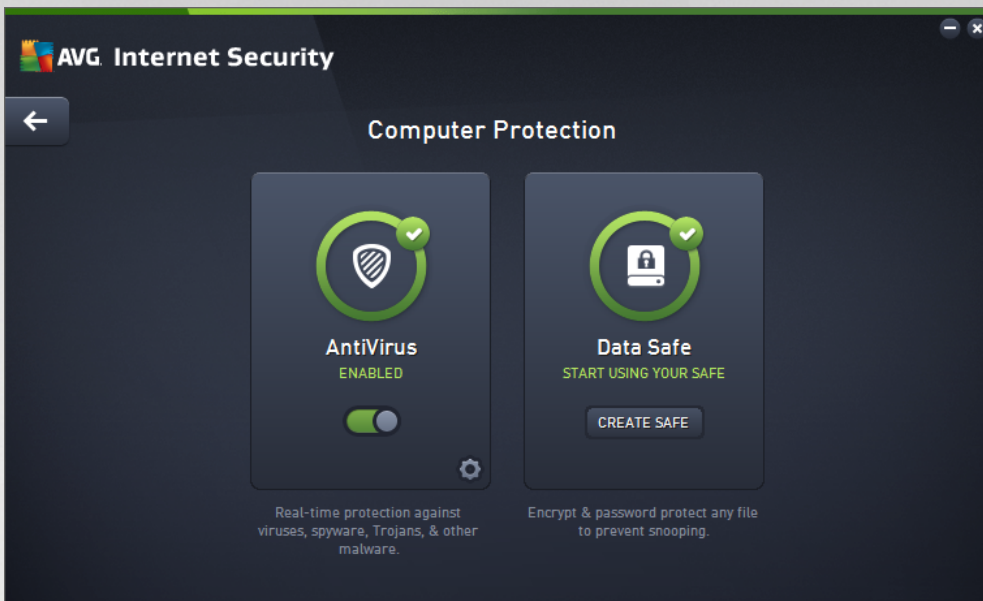 AVG. Internet Security
Computer Protection
AntiVirus
ENABLED
Real-time protection against
viruses, spyware, Trojans, & other
malware.
Data Safe
START USING YOUR SAFE
CREATE SAFE
Encrypt & password protect any file
to prevent snooping.